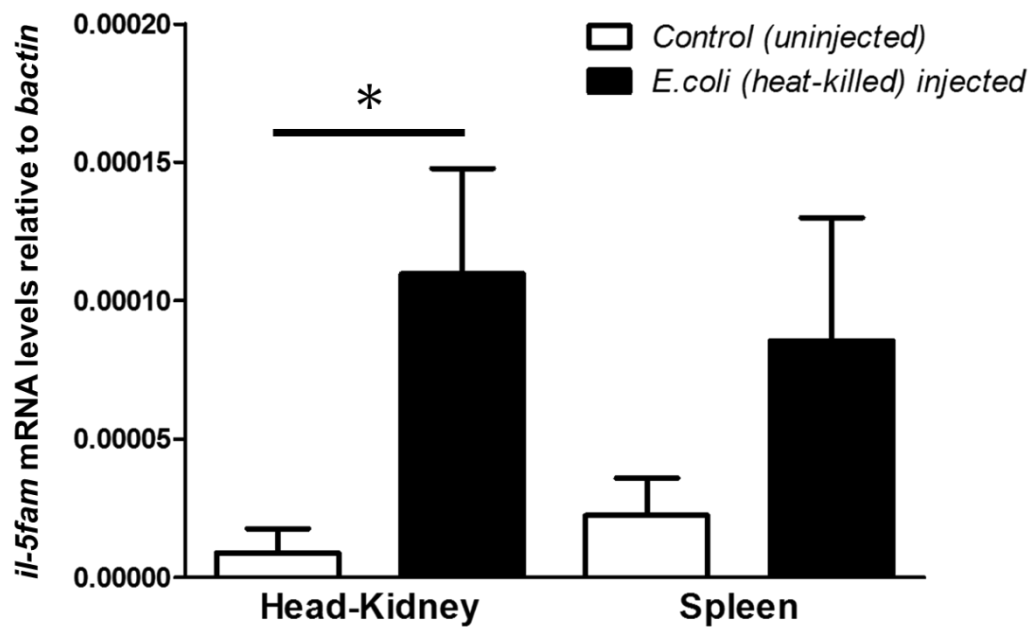 il-5fam mRNA levels relative to bactin
0.00020
0.00015
0.00010
0.00005
0.00000
Control (uninjected)
E.coli (heat-killed) injected
*
Head-Kidney
Spleen